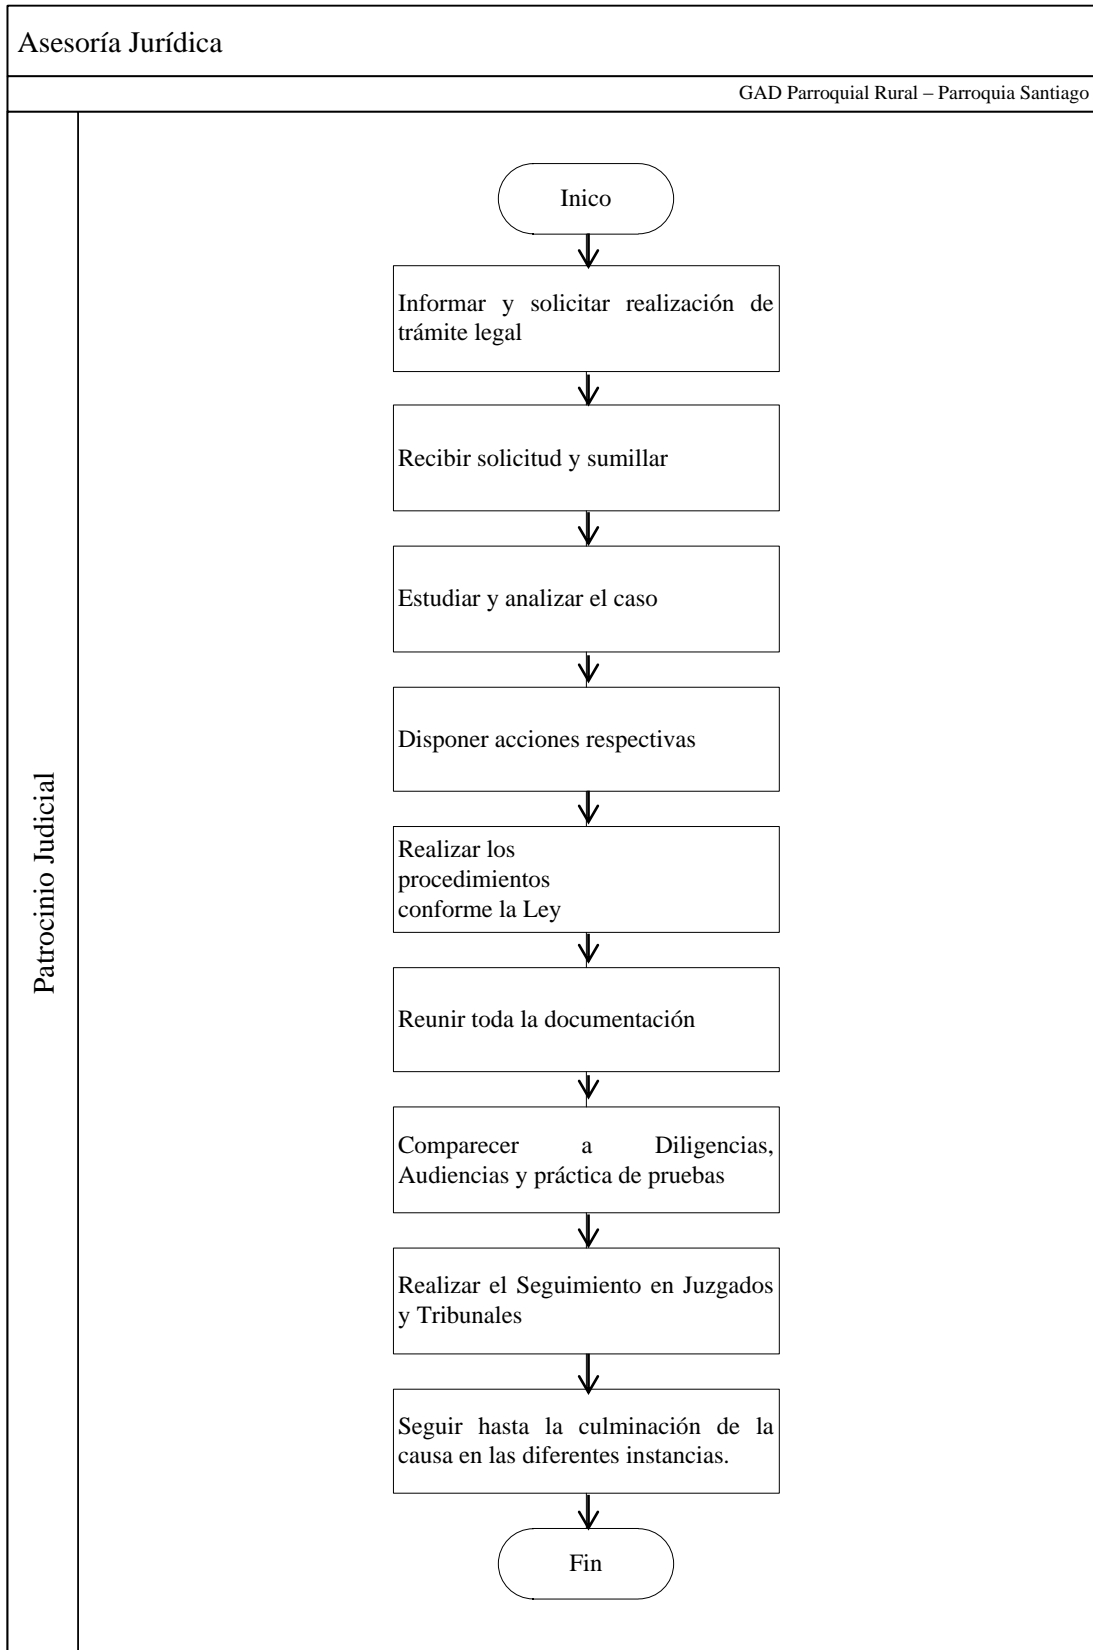 Asesoría Jurídica
GAD Parroquial Rural – Parroquia Santiago
Patrocinio Judicial
Inico
Informar y solicitar realización de
trámite legal
Recibir solicitud y sumillar
Estudiar y analizar el caso
Disponer acciones respectivas
Realizar los
procedimientos
conforme la Ley
Reunir toda la documentación
Comparecer a Diligencias,
Audiencias y práctica de pruebas
Realizar el Seguimiento en Juzgados
y Tribunales
Seguir hasta la culminación de la
causa en las diferentes instancias.
Fin